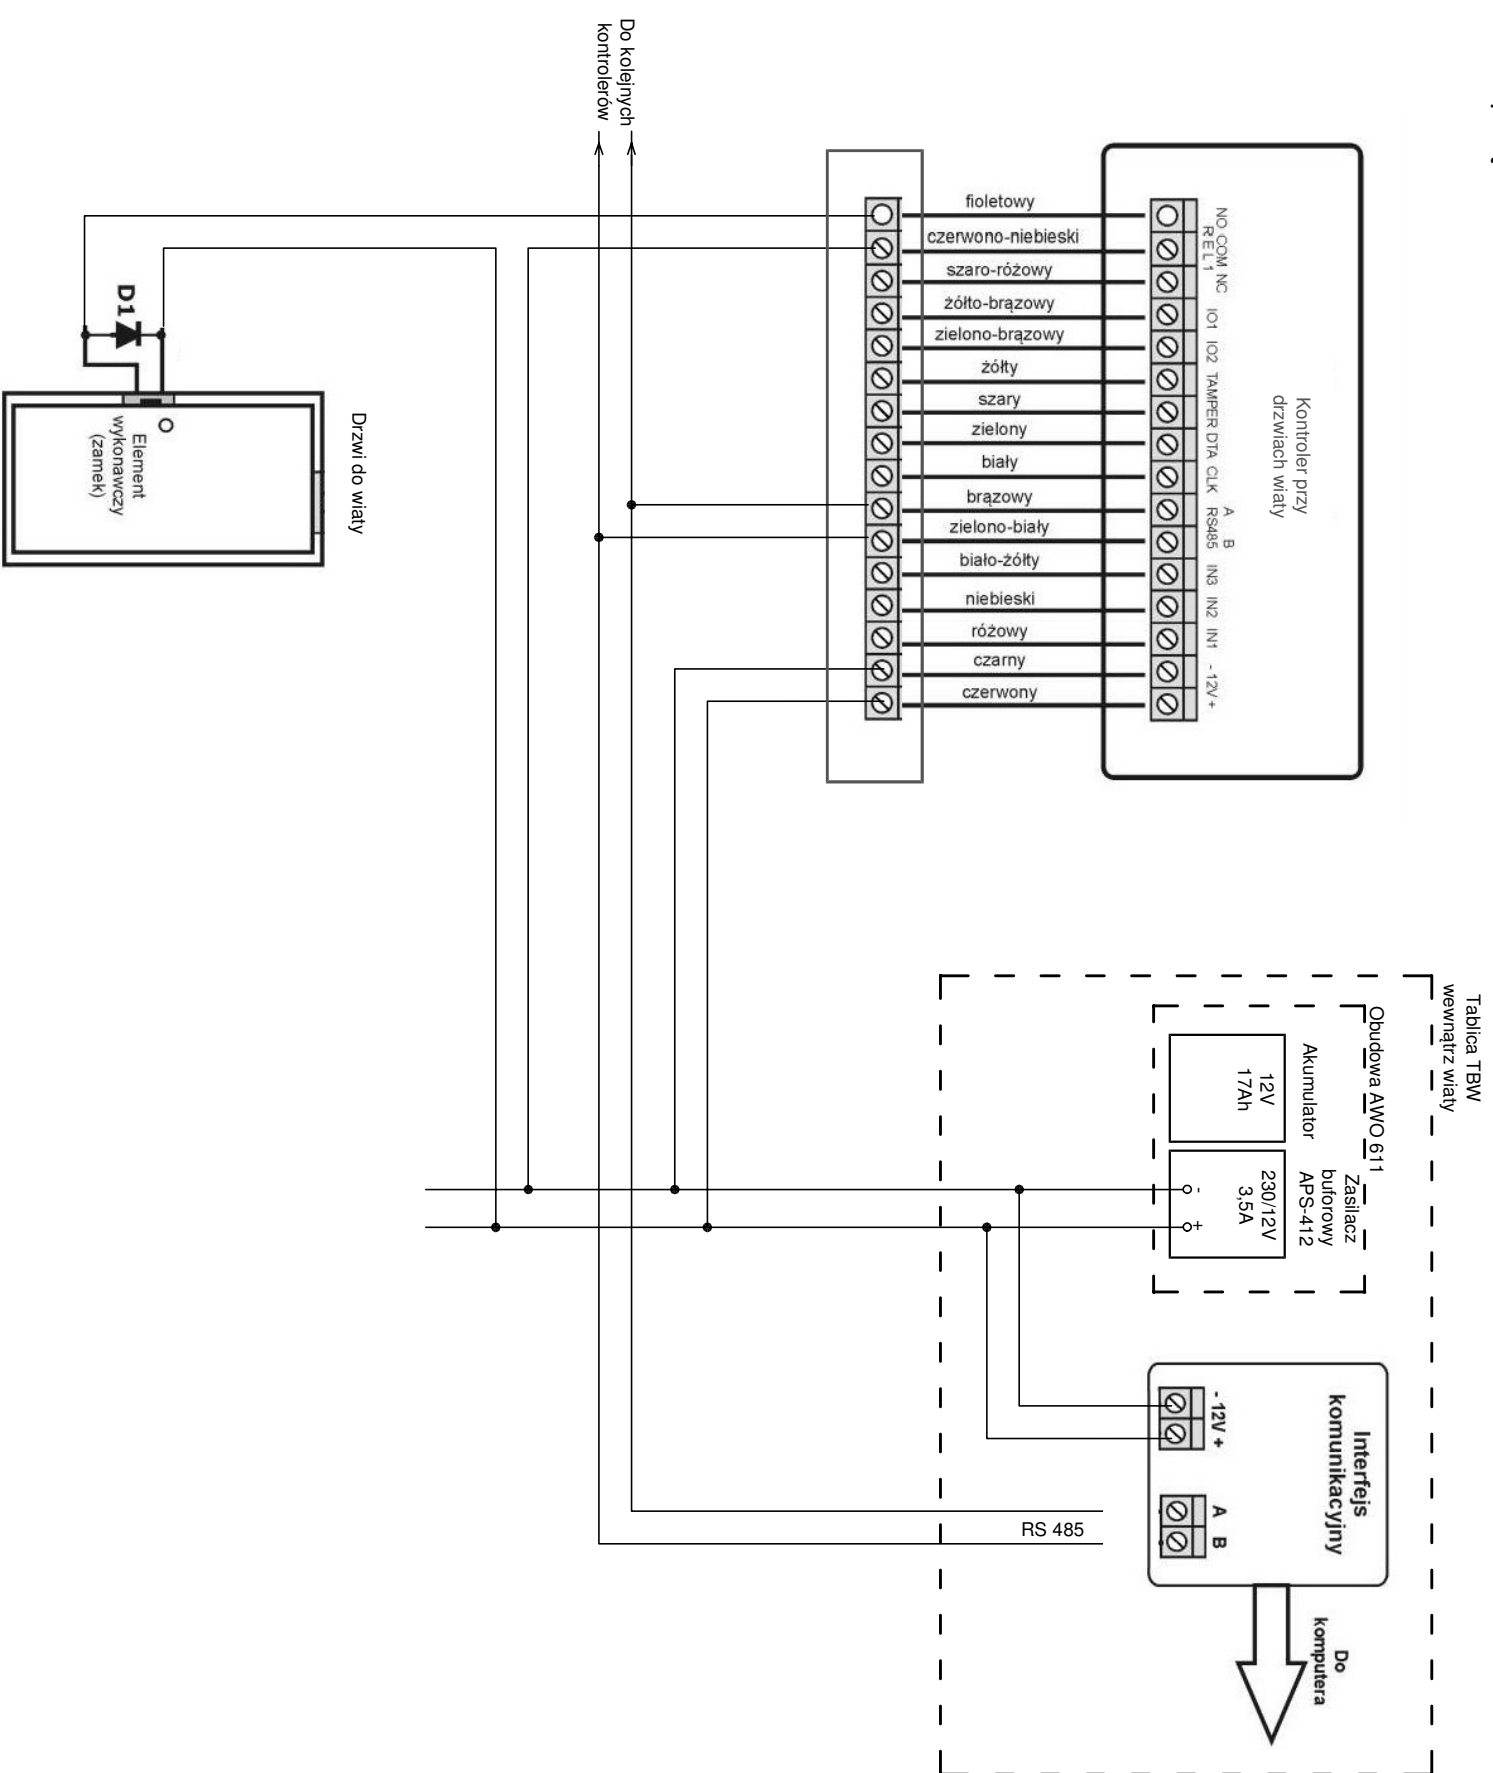 Do kolejnych
kontrolerów
fioletowy
czerwono-niebieski
szaro-różowy
żółto-brązowy
zielono-brązowy
żółty
szary
zielony
biały
brązowy
zielono-biały
biało-żółty
niebieski
różowy
czarny
czerwony
NO COM NC
REL1
IO1
IO2
TAMPER
DTA
CLK
A B
RS485
IN3
IN2
IN1
- 12V +
Kontroler przy
drzwiach wiaty
D1
Element
wykonawczy
(zamek)
Drzwi do wiaty
Tablica TBW
wewnątrz wiaty
Obudowa AWO 611
Akumulator
12V
17Ah
Zasilacz
buforowy
APS-412
230/12V
3,5A
-
+
Interfejs
komunikacyjny
- 12V +
A B
RS 485
Do
komputera